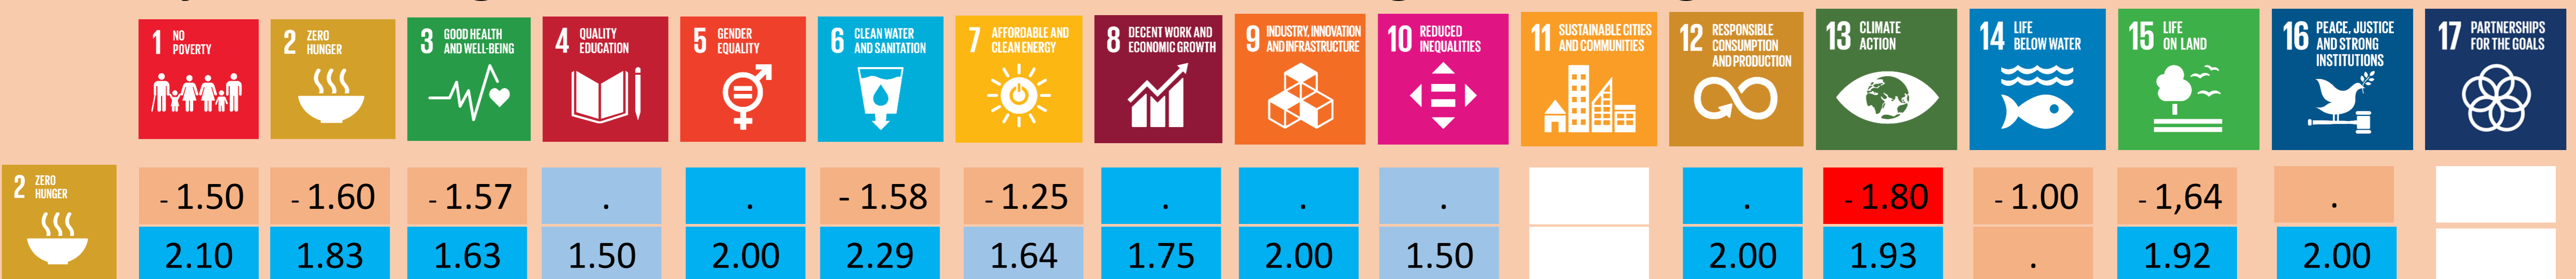 1 NO POVERTY
2 ZERO HUNGER
3 GOOD HEALTH AND WELL-BEING
4 QUALITY EDUCATION
5 GENDER EQUALITY
6 CLEAN WATER AND SANITATION
7 AFFORDABLE AND CLEAN ENERGY
8 DECENT WORK AND ECONOMIC GROWTH
9 INDUSTRY, INNOVATION AND INFRASTRUCTURE
10 REDUCED INEQUALITIES
11 SUSTAINABLE CITIES AND COMMUNITIES
12 RESPONSIBLE CONSUMPTION AND PRODUCTION
13 CLIMATE ACTION
14 LIFE BELOW WATER
15 LIFE ON LAND
16 PEACE, JUSTICE AND STRONG INSTITUTIONS
17 PARTNERSHIPS FOR THE GOALS
2 ZERO HUNGER
- 1.50 - 1.60 - 1.57 . . - 1.58 - 1.25 . . . . - 1.80 - 1.00 - 1,64 .
2.10 1.83 1.63 1.50 2.00 2.29 1.64 1.75 2.00 1.50 2.00 1.93 . 1.92 2.00